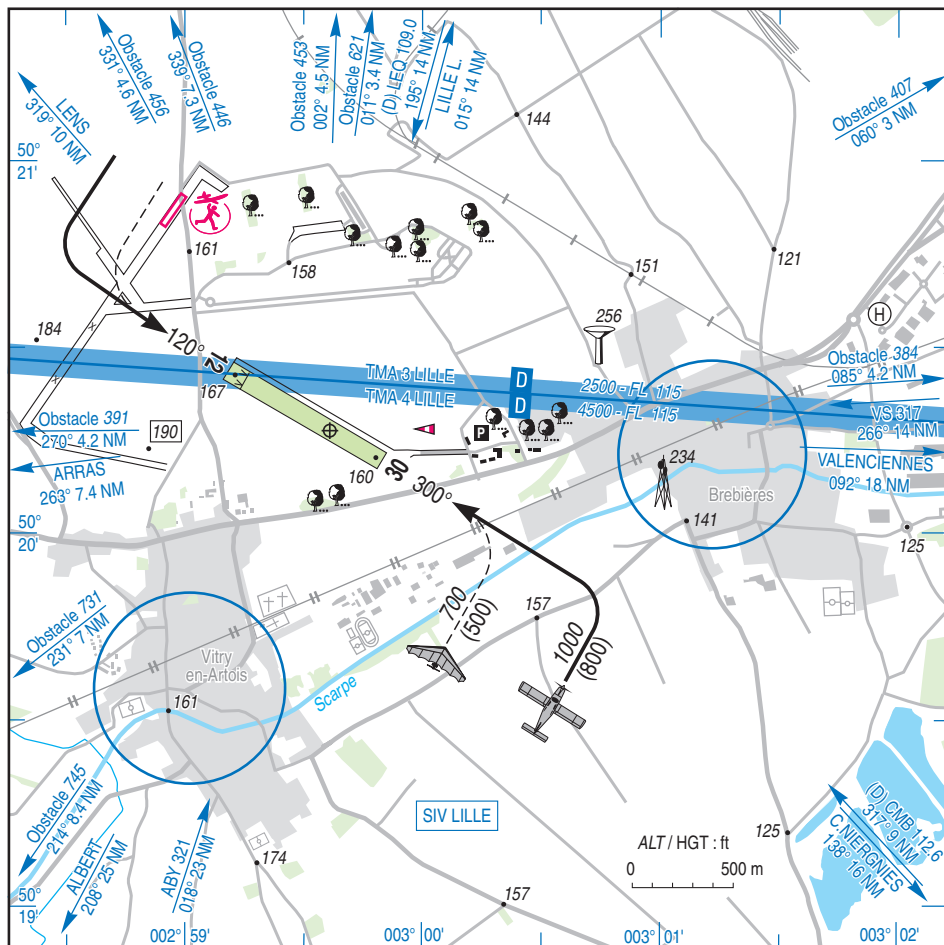 Obstacle 456
331° 4.6 NM
Obstacle 446
339° 7.3 NM
Obstacle 453
002° 4.5 NM
Obstacle 621
011° 3.4 NM
(D) LEQ 109.0
195° 14 NM
LILLE L.
015° 14 NM
Obstacle 407
060° 3 NM
LENS
319° 10 NM
50°
21'
144
161
158
151
121
184
256
H
120°
12
167
TMA 3 LILLE
TMA 4 LILLE
D
D
2500 - FL 115
4500 - FL 115
Obstacle 384
085° 4.2 NM
VS 317
266° 14 NM
VALENCIENNES
092° 18 NM
Obstacle 391
270° 4.2 NM
190
ARRAS
263° 7.4 NM
P
160
30
300°
234
Brebières
141
125
50°
20'
Obstacle 731
231° 7 NM
Vitry
en-Artois
161
Scarpe
700
(500)
157
1000
(800)
Obstacle 745
214° 8.4 NM
ALBERT
208° 25 NM
ABY 321
018° 23 NM
174
SIV LILLE
157
ALT / HGT : ft
0
500 m
125
(D) CMB 112.6
317° 9 NM
C.NIERGNIES
138° 16 NM
50°
19'
002° 59'
003° 00'
003° 01'
003° 02'